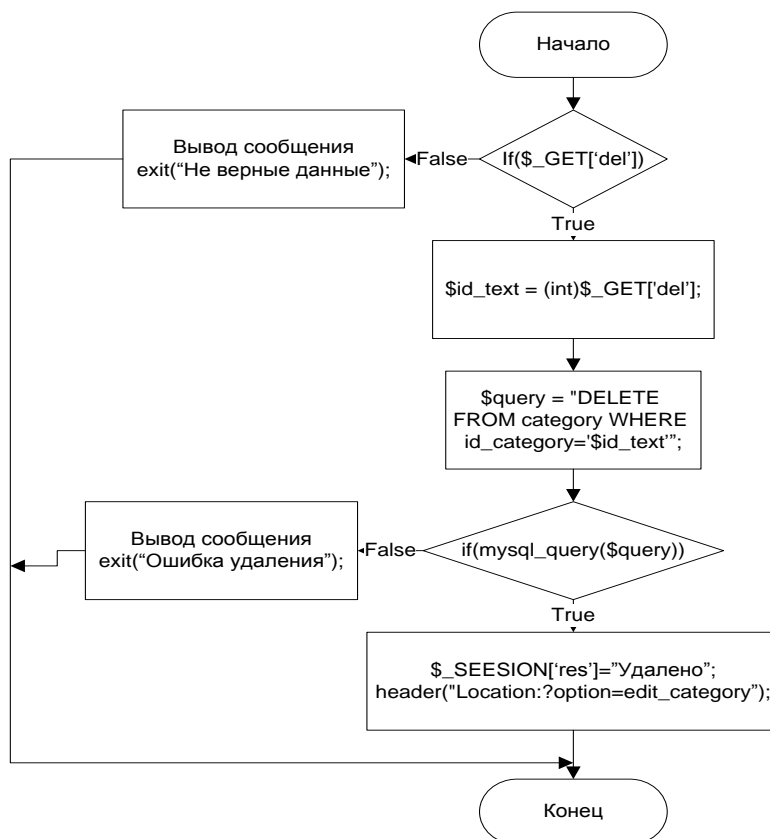 Начало
Вывод сообщения
exit(“Не верные данные”);
False
If($_GET[‘del’])
True
$id_text = (int)$_GET['del'];
$query = "DELETE
FROM category WHERE
id_category='$id_text'”;
Вывод сообщения
exit(“Ошибка удаления”);
False
if(mysql_query($query))
True
$_SEESION[‘res’]=”Удалено”;
header("Location:?option=edit_category”);
Конец